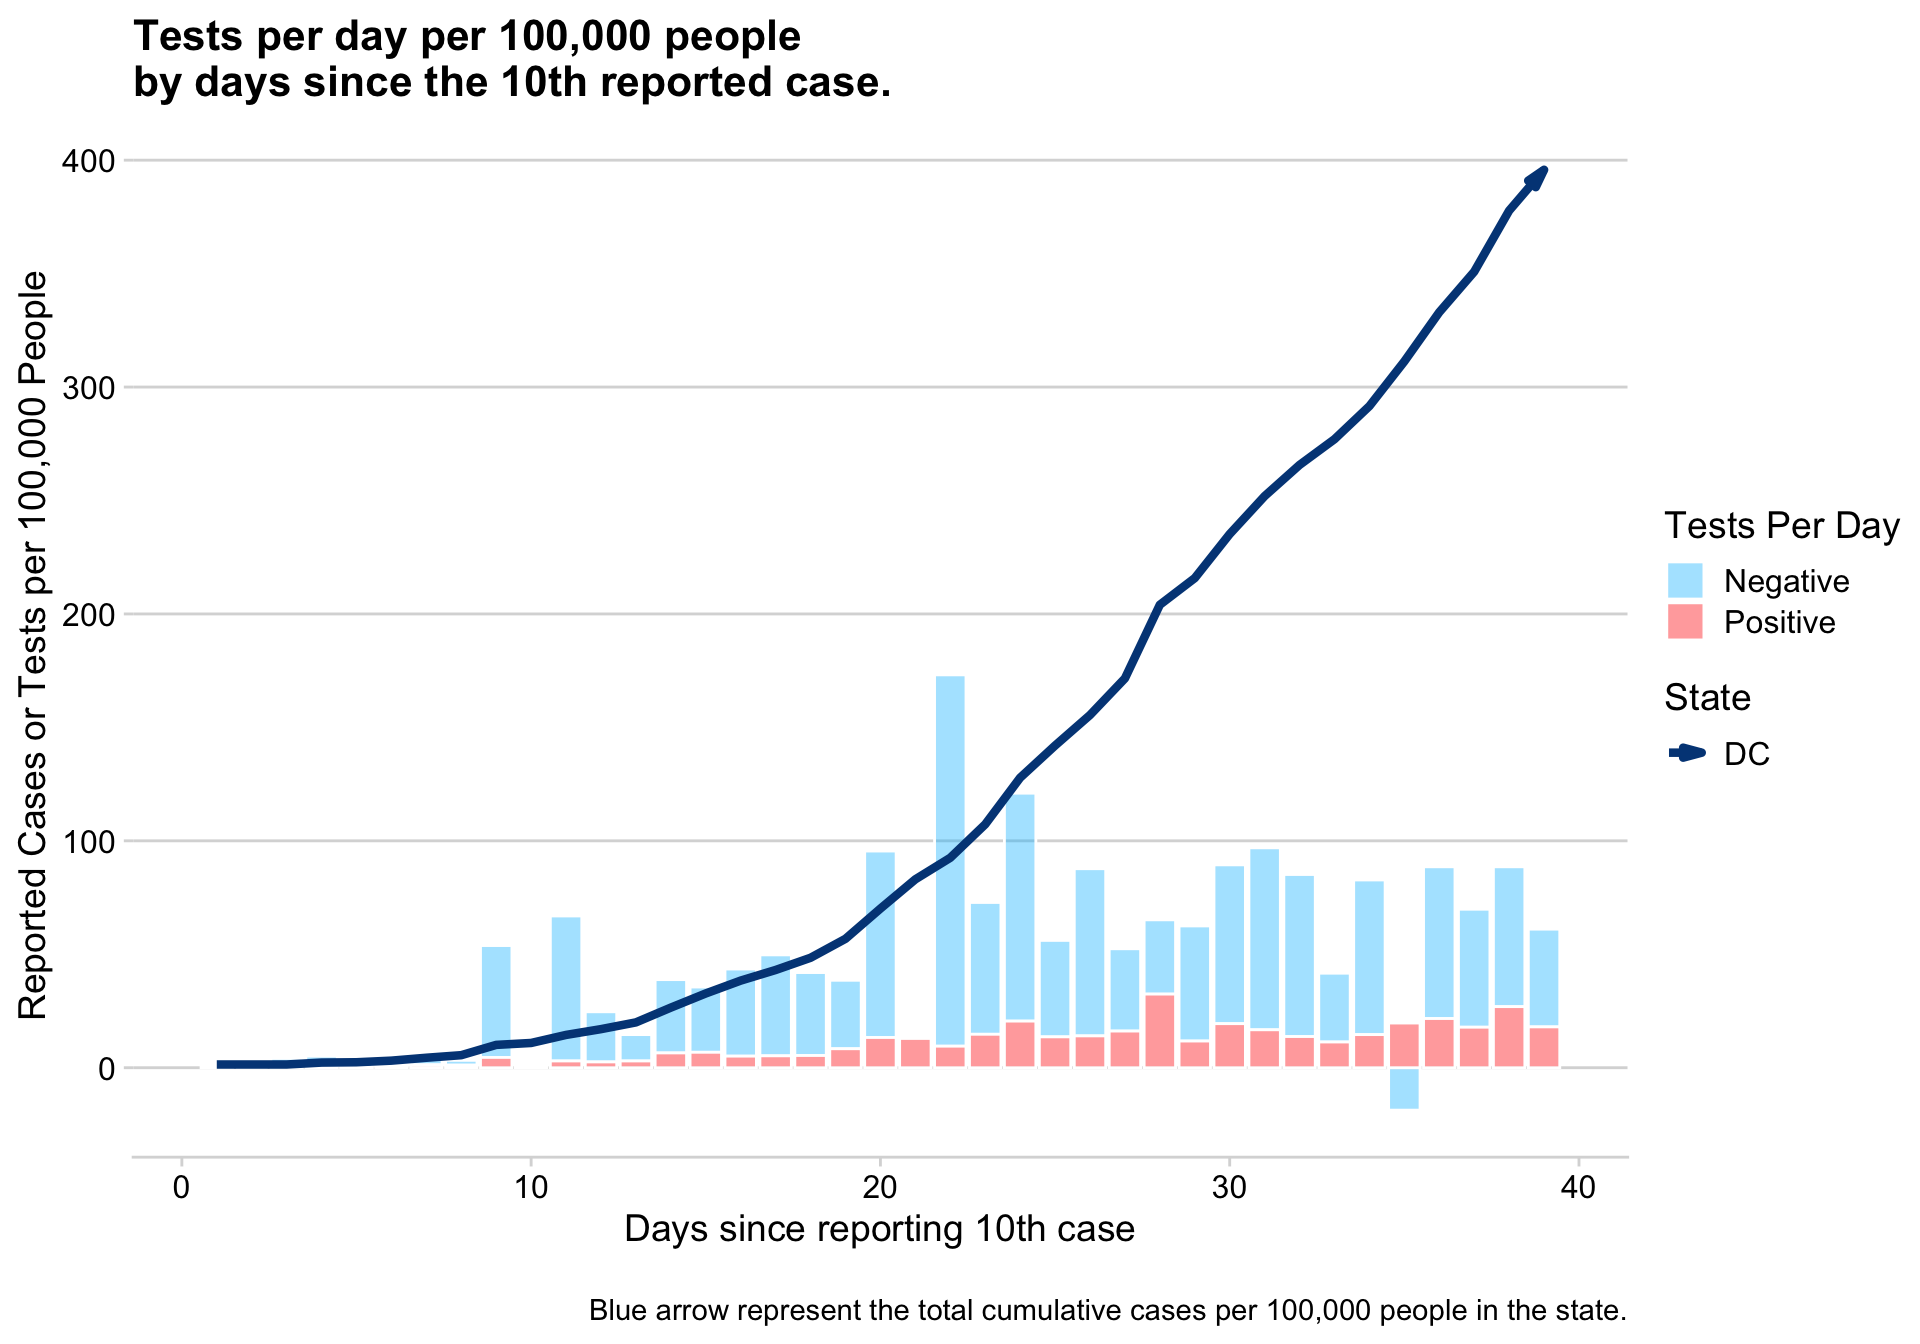 Tests per day per 100,000 people
by days since the 10th reported case.
Reported Cases or Tests per 100,000 People
400
300
200
100
0
0
10
20
30
40
Days since reporting 10th case
Tests Per Day
Negative
Positive
State
DC
Blue arrow represent the total cumulative cases per 100,000 people in the state.